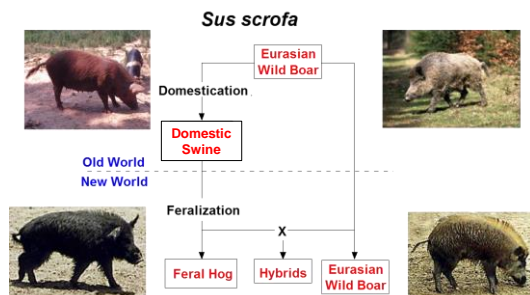 Sus scrofa
Eurasian
Wild Boar
Domestication
Domestic
Swine
Old World
New World
Feralization
X
Feral Hog
Hybrids
Eurasian
Wild Boar